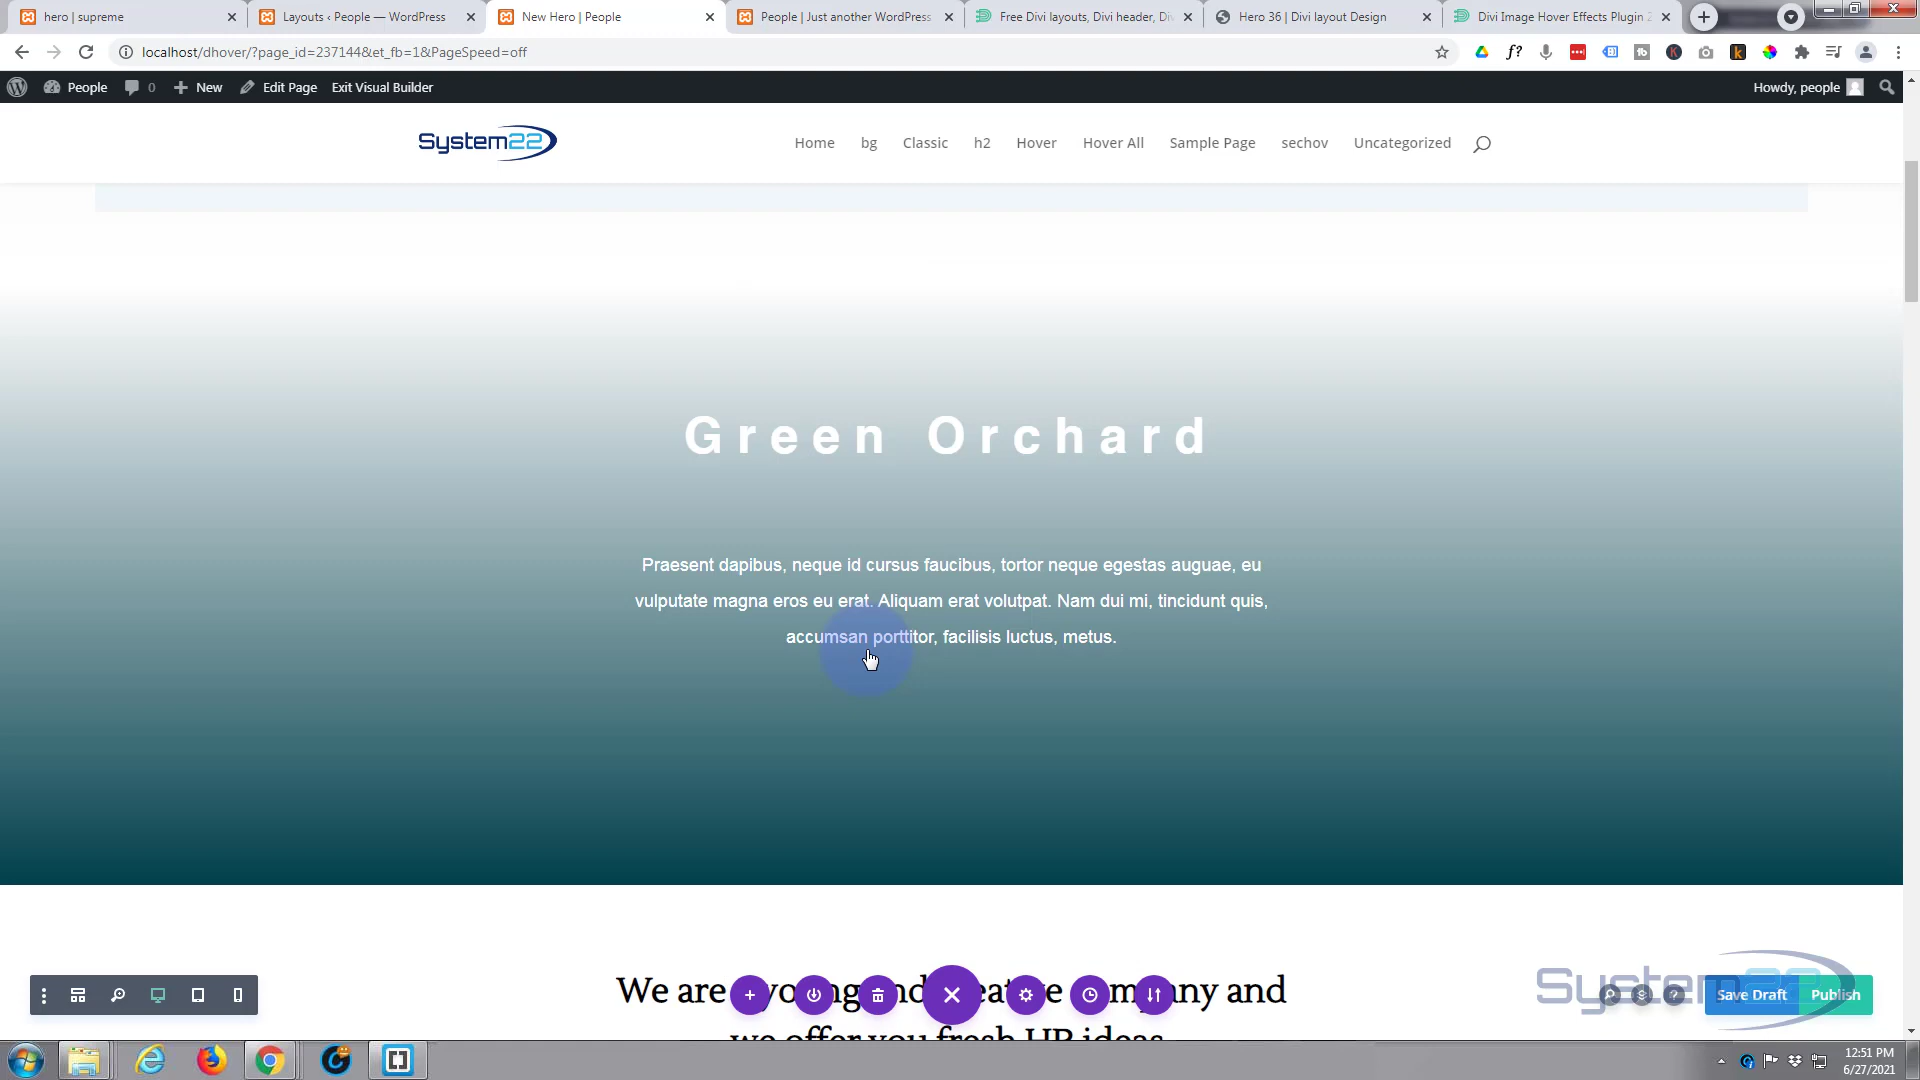 hero | supreme
Layouts ‹ People — WordPress
New Hero | People
People | Just another WordPress
Free Divi layouts, Divi header, Di
Hero 36 | Divi layout Design
Divi Image Hover Effects Plugin 2
localhost/dhover/?page_id=237144&et_fb=1&PageSpeed=off
People
0
New
Edit Page
Exit Visual Builder
Howdy, people
System22
Home
bg
Classic
h2
Hover
Hover All
Sample Page
sechov
Uncategorized
Green Orchard
Praesent dapibus, neque id cursus faucibus, tortor neque egestas auguae, eu
vulputate magna eros eu erat. Aliquam erat volutpat. Nam dui mi, tincidunt quis,
accumsan porttitor, facilisis luctus, metus.
We are young and creative company and
we offer you fresh HR ideas
System22
Save Draft
Publish
12:51 PM
6/27/2021